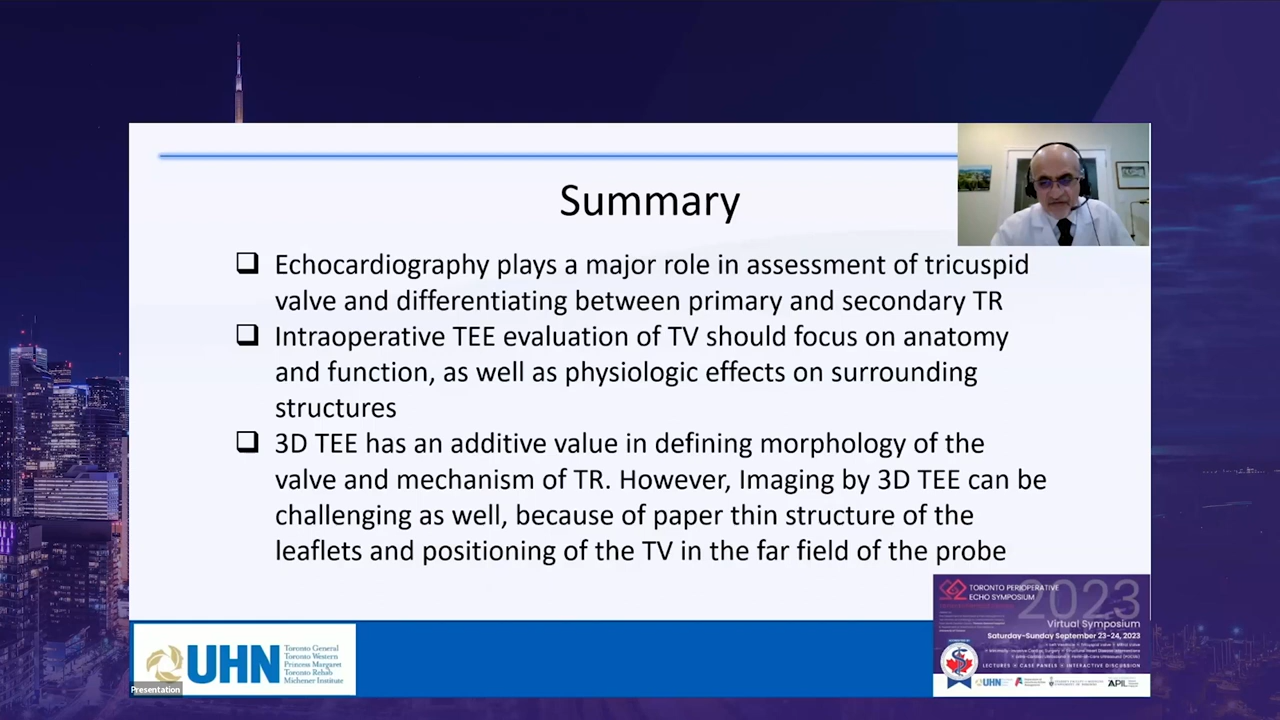 Summary
Echocardiography plays a major role in assessment of tricuspid
valve and differentiating between primary and secondary TR
Intraoperative TEE evaluation of TV should focus on anatomy
and function, as well as physiologic effects on surrounding
structures
3D TEE has an additive value in defining morphology of the
valve and mechanism of TR. However, Imaging by 3D TEE can be
challenging as well, because of paper thin structure of the
leaflets and positioning of the TV in the far field of the probe
UHN
Toronto General
Toronto Western
Princess Margaret
Toronto Rehab
Michener Institute
Presentation
TORONTO PERIOPERATIVE
ECHO SYMPOSIUM
2023
Virtual Symposium
Saturday-Sunday September 23-24, 2023
LECTURES + CASE PANELS + INTERACTIVE DISCUSSION
UHN
APIL